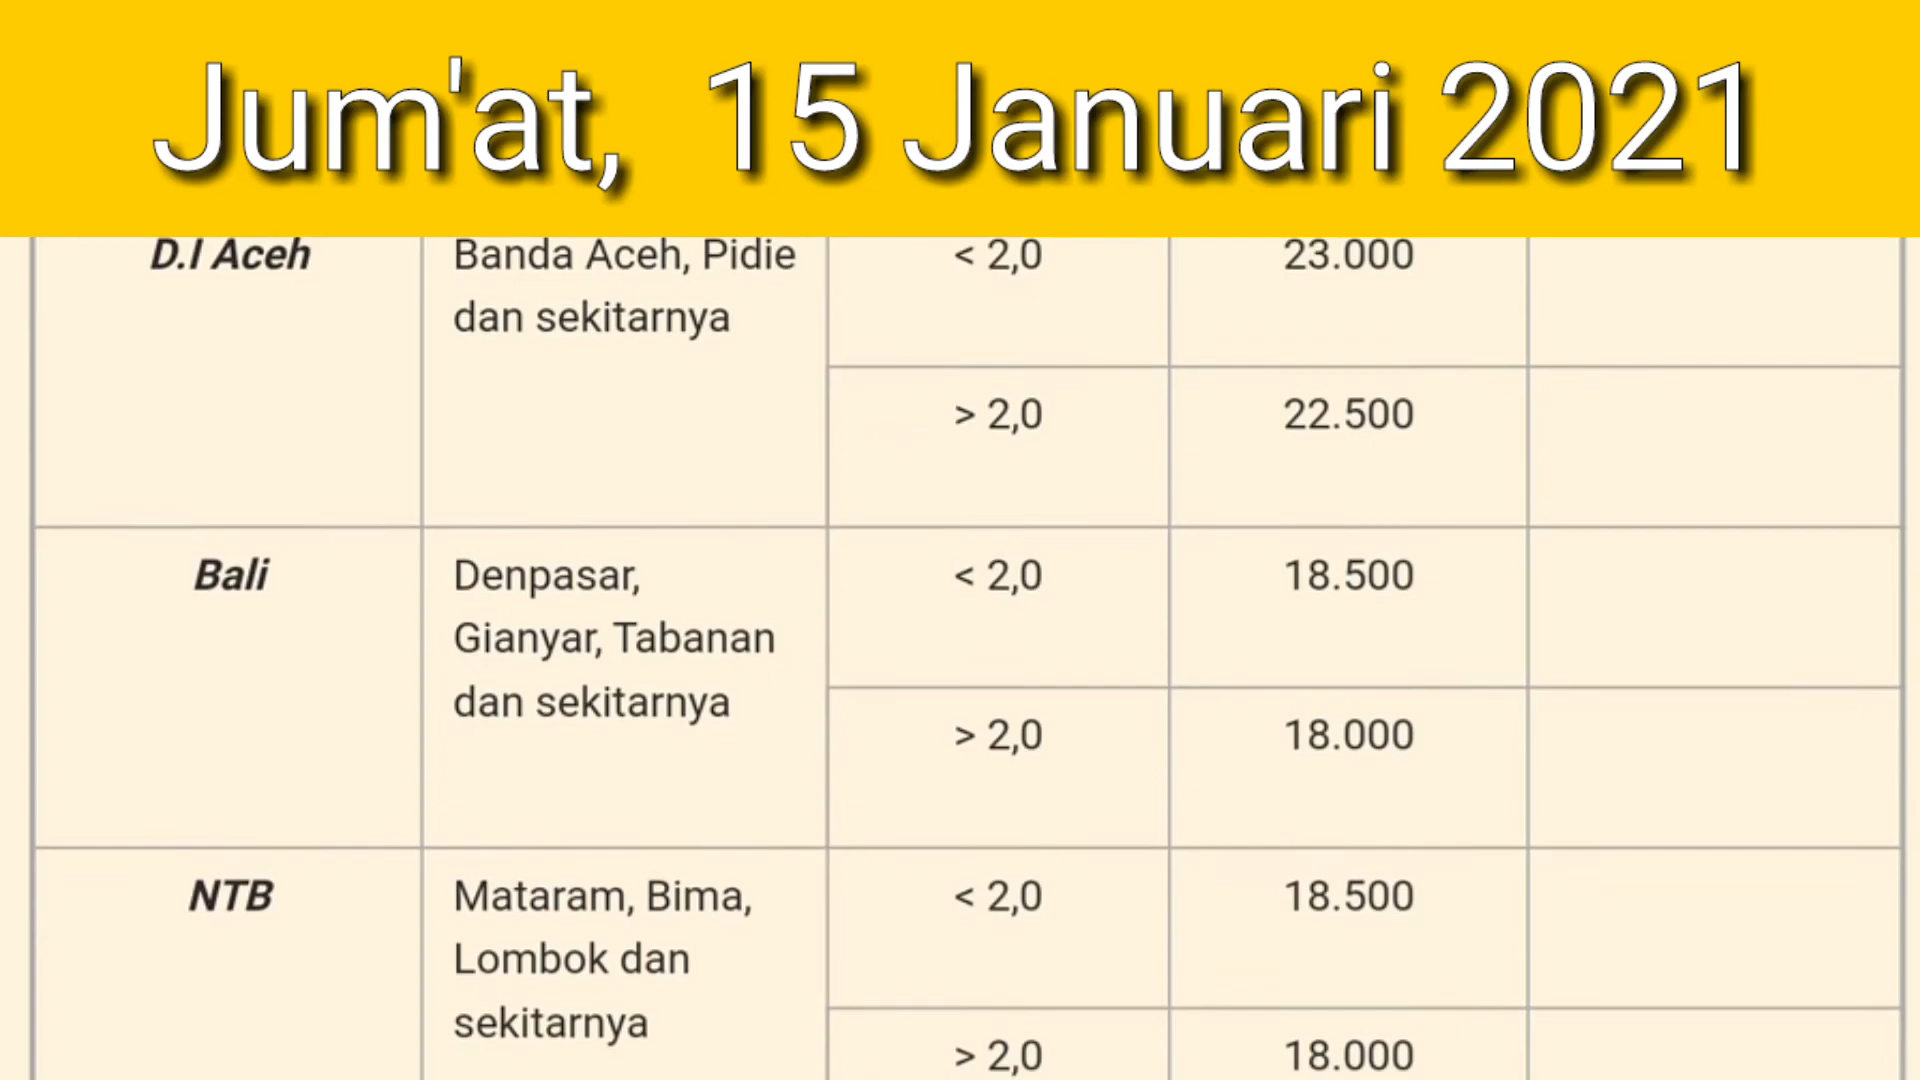 Jum'at, 15 Januari 2021
D.I Aceh
Banda Aceh, Pidie
dan sekitarnya
< 2,0
23.000
> 2,0
22.500
Bali
Denpasar,
Gianyar, Tabanan
dan sekitarnya
< 2,0
18.500
> 2,0
18.000
NTB
Mataram, Bima,
Lombok dan
sekitarnya
< 2,0
18.500
> 2,0
18.000